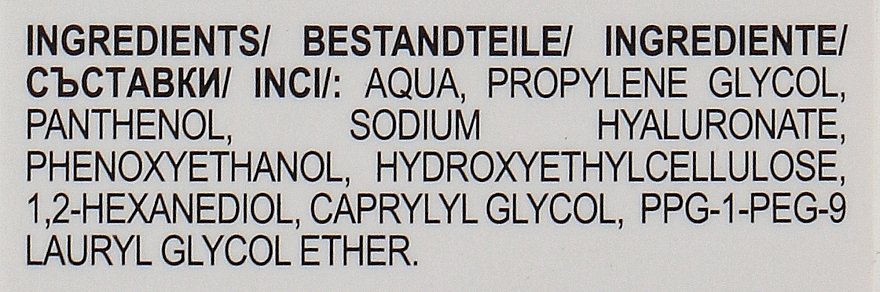 INGREDIENTS/ BESTANDTEILE/ INGREDIENTE/
СЪСТАВКИ/ INCI/: AQUA, PROPYLENE GLYCOL,
PANTHENOL, SODIUM HYALURONATE,
PHENOXYETHANOL, HYDROXYETHYLCELLULOSE,
1,2-HEXANEDIOL, CAPRYLYL GLYCOL, PPG-1-PEG-9
LAURYL GLYCOL ETHER.